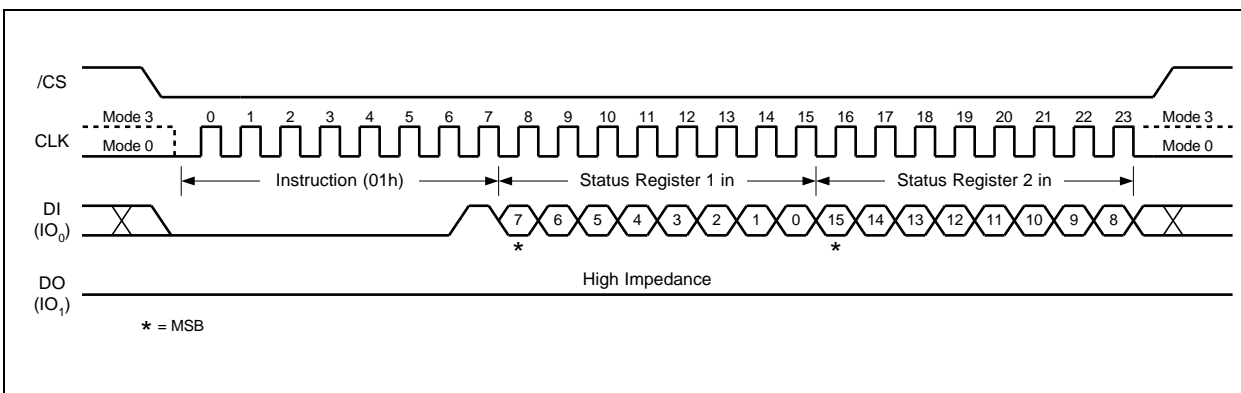 /CS
Mode 3 0 1 2 3 4 5 6 7 8 9 10 11 12 13 14 15 16 17 18 19 20 21 22 23 Mode 3
CLK
Mode 0 Mode 0
Instruction (01h) Status Register 1 in Status Register 2 in
DI
(IO0) 7 6 5 4 3 2 1 0 15 14 13 12 11 10 9 8
* *
High Impedance
DO
(IO1)
* = MSB